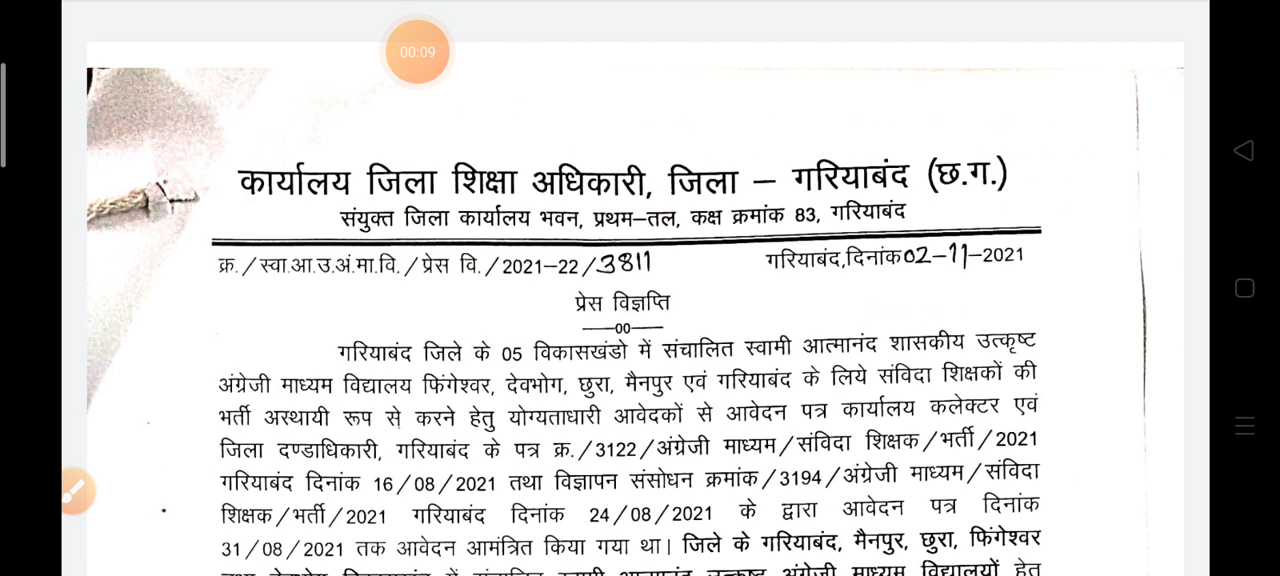 00:09
कार्यालय जिला शिक्षा अधिकारी, जिला – गरियाबंद (छ.ग.)
संयुक्त जिला कार्यालय भवन, प्रथम–तल, कक्ष क्रमांक 83, गरियाबंद
क्र./स्वा.आ.उ.अं.मा.वि./प्रेस वि./2021–22/3811 गरियाबंद,दिनांक02–11–2021
प्रेस विज्ञप्ति
——00——
गरियाबंद जिले के 05 विकासखंडो में संचालित स्वामी आत्मानंद शासकीय उत्कृष्ट
अंग्रेजी माध्यम विद्यालय फिंगेश्वर, देवभोग, छुरा, मैनपुर एवं गरियाबंद के लिये संविदा शिक्षकों की
भर्ती अस्थायी रूप से करने हेतु योग्यताधारी आवेदकों से आवेदन पत्र कार्यालय कलेक्टर एवं
जिला दण्डाधिकारी, गरियाबंद के पत्र क्र./3122/अंग्रेजी माध्यम/संविदा शिक्षक/भर्ती/2021
गरियाबंद दिनांक 16/08/2021 तथा विज्ञापन संसोधन क्रमांक/3194/अंग्रेजी माध्यम/संविदा
शिक्षक/भर्ती/2021 गरियाबंद दिनांक 24/08/2021 के द्वारा आवेदन पत्र दिनांक
31/08/2021 तक आवेदन आमंत्रित किया गया था। जिले के गरियाबंद, मैनपुर, छुरा, फिंगेश्वर